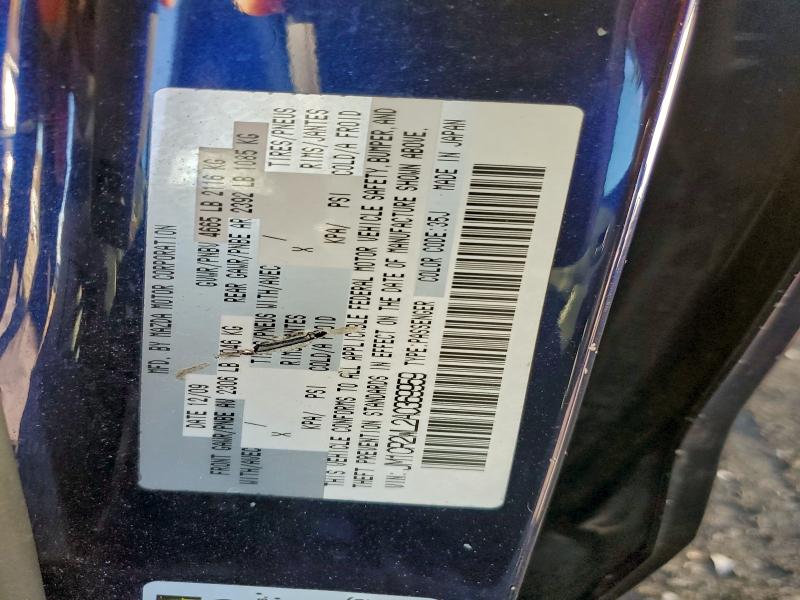 MFD. BY MAZDA MOTOR CORPORATION
DATE 12/09 GVWR/PNBV 4665 LB 2116 KG
FRONT GAWR/PNBE AV 2306 LB 1046 KG REAR GAWR/PNBE AR 2392 LB 1085 KG
WITH/AVEC / TIRES/PNEUS WITH/AVEC / TIRES/PNEUS
X RIMS/JANTES X RIMS/JANTES
KPA/ PSI COLD/A FROID KPA/ PSI COLD/A FROID
THIS VEHICLE CONFORMS TO ALL APPLICABLE FEDERAL MOTOR VEHICLE SAFETY BUMPER,AND
THEFT PREVENTION STANDARDS IN EFFECT ON THE DATE OF MANUFACTURE SHOWN ABOVE.
VIN:JM1CR2WL2A0369959 TYPE:PASSENGER COLOR CODE:35J MADE IN JAPAN